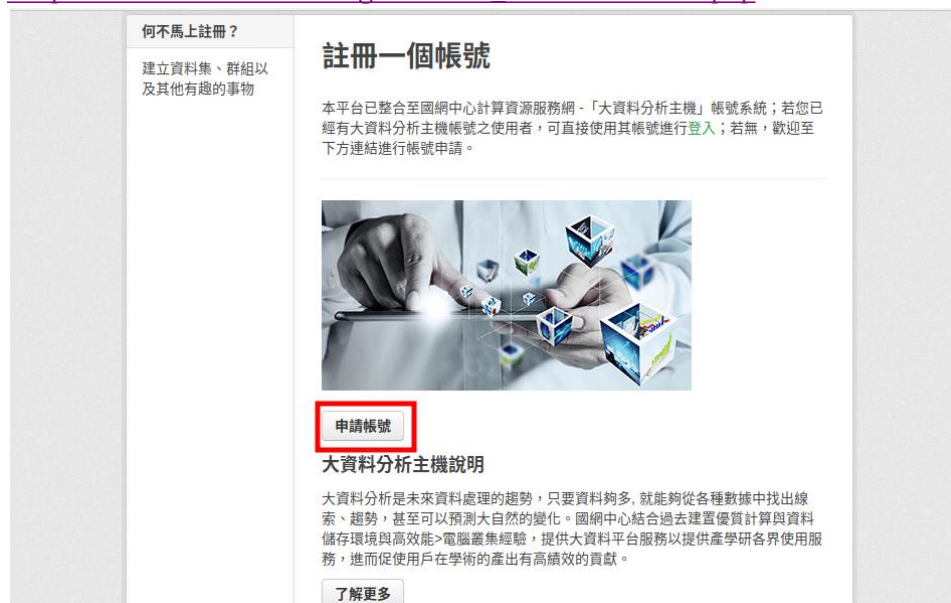 何不馬上註冊？
建立資料集、群組以
及其他有趣的事物
註冊一個帳號
本平台已整合至國網中心計算資源服務網 -「大資料分析主機」帳號系統；若您已
經有大資料分析主機帳號之使用者，可直接使用其帳號進行登入；若無，歡迎至
下方連結進行帳號申請。
申請帳號
大資料分析主機說明
大資料分析是未來資料處理的趨勢，只要資料夠多, 就能夠從各種數據中找出線
索、趨勢，甚至可以預測大自然的變化。國網中心結合過去建置優質計算與資料
儲存環境與高效能>電腦叢集經驗，提供大資料平台服務以提供產學研各界使用服
務，進而促使用戶在學術的產出有高績效的貢獻。
了解更多